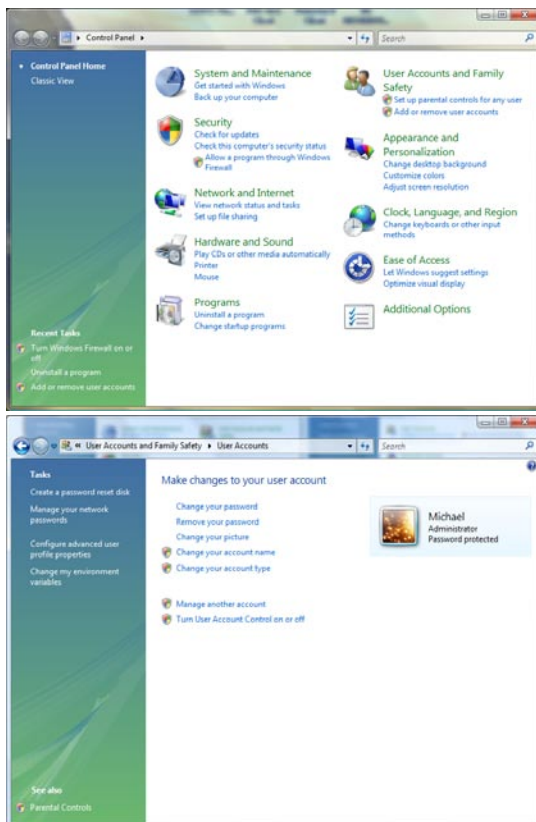 Control Panel
Search
Control Panel Home
Classic View
System and Maintenance
Get started with Windows
Back up your computer
Security
Check for updates
Check this computer's security status
Allow a program through Windows
Firewall
Network and Internet
View network status and tasks
Set up file sharing
Hardware and Sound
Play CDs or other media automatically
Printer
Mouse
Programs
Uninstall a program
Change startup programs
User Accounts and Family
Safety
Set up parental controls for any user
Add or remove user accounts
Appearance and
Personalization
Change desktop background
Customize colors
Adjust screen resolution
Clock, Language, and Region
Change keyboards or other input
methods
Ease of Access
Let Windows suggest settings
Optimize visual display
Additional Options
Recent Tasks
Turn Windows Firewall on or
off
Uninstall a program
Add or remove user accounts
User Accounts and Family Safety
User Accounts
Search
Tasks
Create a password reset disk
Manage your network
passwords
Configure advanced user
profile properties
Change my environment
variables
Make changes to your user account
Change your password
Remove your password
Change your picture
Change your account name
Change your account type
Manage another account
Turn User Account Control on or off
Michael
Administrator
Password protected
See also
Parental Controls